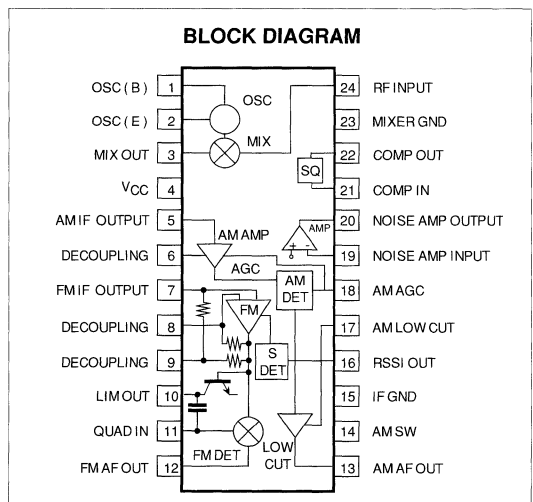 BLOCK DIAGRAM
OSC (B) 1
OSC (E) 2
MIX OUT 3
VCC 4
AM IF OUTPUT 5
DECOUPLING 6
FM IF OUTPUT 7
DECOUPLING 8
DECOUPLING 9
LIM OUT 10
QUAD IN 11
FM AF OUT 12
OSC
MIX
SQ
AMP
+ -
AM AMP
AGC
AM
DET
FM
S
DET
FM DET
LOW
CUT
24 RF INPUT
23 MIXER GND
22 COMP OUT
21 COMP IN
20 NOISE AMP OUTPUT
19 NOISE AMP INPUT
18 AM AGC
17 AM LOW CUT
16 RSSI OUT
15 IF GND
14 AM SW
13 AM AF OUT